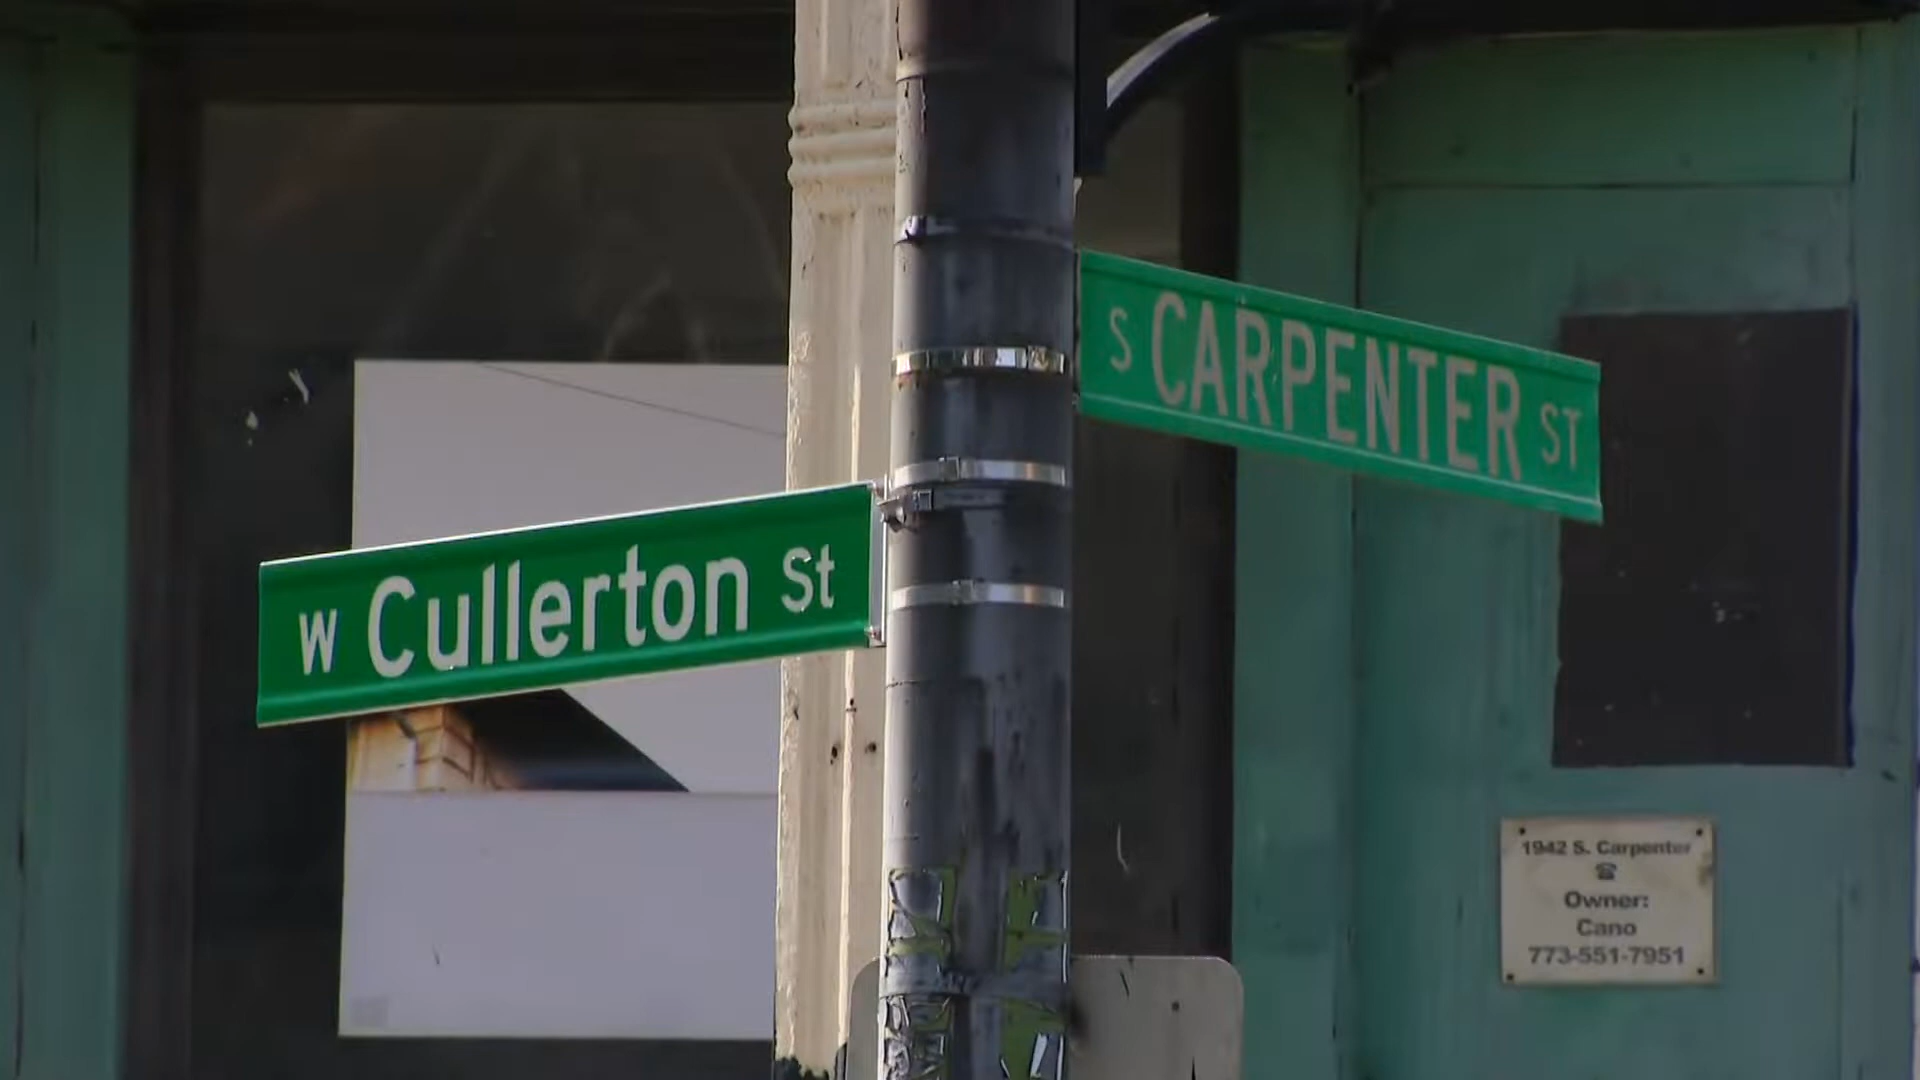 S CARPENTER ST
W Cullerton St
1942 S. Carpenter
☎
Owner:
Cano
773-551-7951